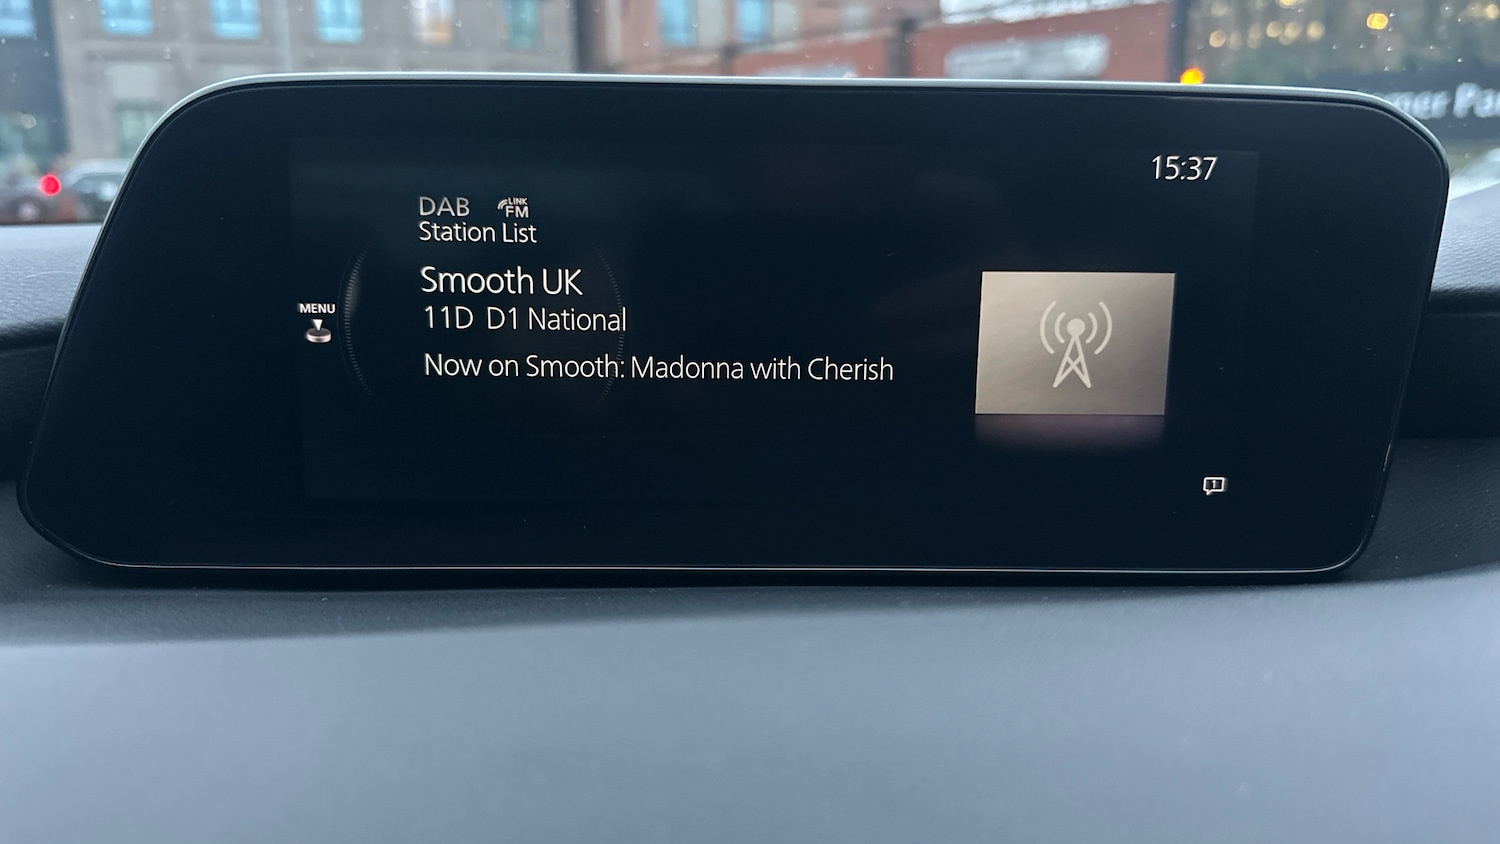 15:37
DAB LINK FM
Station List
Smooth UK
MENU
11D D1 National
Now on Smooth: Madonna with Cherish
1